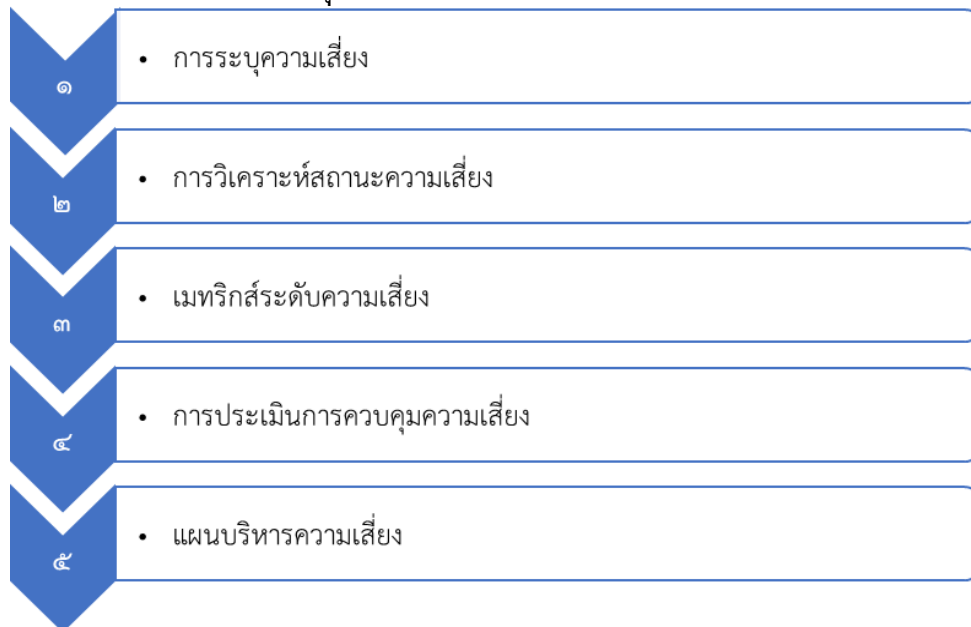 ๑
• การระบุความเสี่ยง
๒
• การวิเคราะห์สถานะความเสี่ยง
๓
• เมทริกส์ระดับความเสี่ยง
๔
• การประเมินการควบคุมความเสี่ยง
๕
• แผนบริหารความเสี่ยง